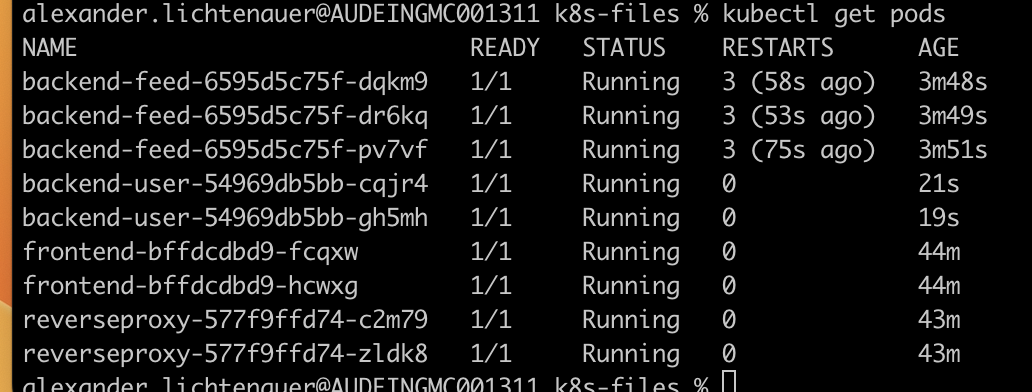 alexander.lichtenauer@AUDEINGMC001311 k8s-files % kubectl get pods
NAME READY STATUS RESTARTS AGE
backend-feed-6595d5c75f-dqkm9 1/1 Running 3 (58s ago) 3m48s
backend-feed-6595d5c75f-dr6kq 1/1 Running 3 (53s ago) 3m49s
backend-feed-6595d5c75f-pv7vf 1/1 Running 3 (75s ago) 3m51s
backend-user-54969db5bb-cqjr4 1/1 Running 0 21s
backend-user-54969db5bb-gh5mh 1/1 Running 0 19s
frontend-bffdcdbd9-fcqxw 1/1 Running 0 44m
frontend-bffdcdbd9-hcwxg 1/1 Running 0 44m
reverseproxy-577f9ffd74-c2m79 1/1 Running 0 43m
reverseproxy-577f9ffd74-zldk8 1/1 Running 0 43m
alexander.lichtenauer@AUDEINGMC001311 k8s-files %